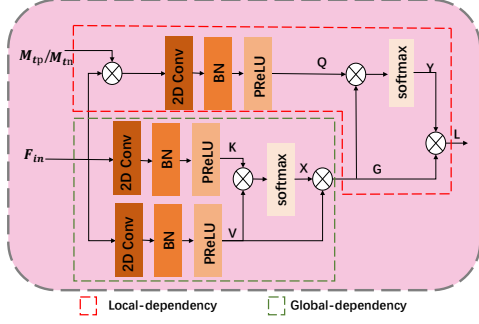 M_tp/M_tn
2D Conv
BN
PReLU
Q
softmax
Y
L
F_in
2D Conv
BN
PReLU
K
softmax
X
G
2D Conv
BN
PReLU
V
Local-dependency
Global-dependency